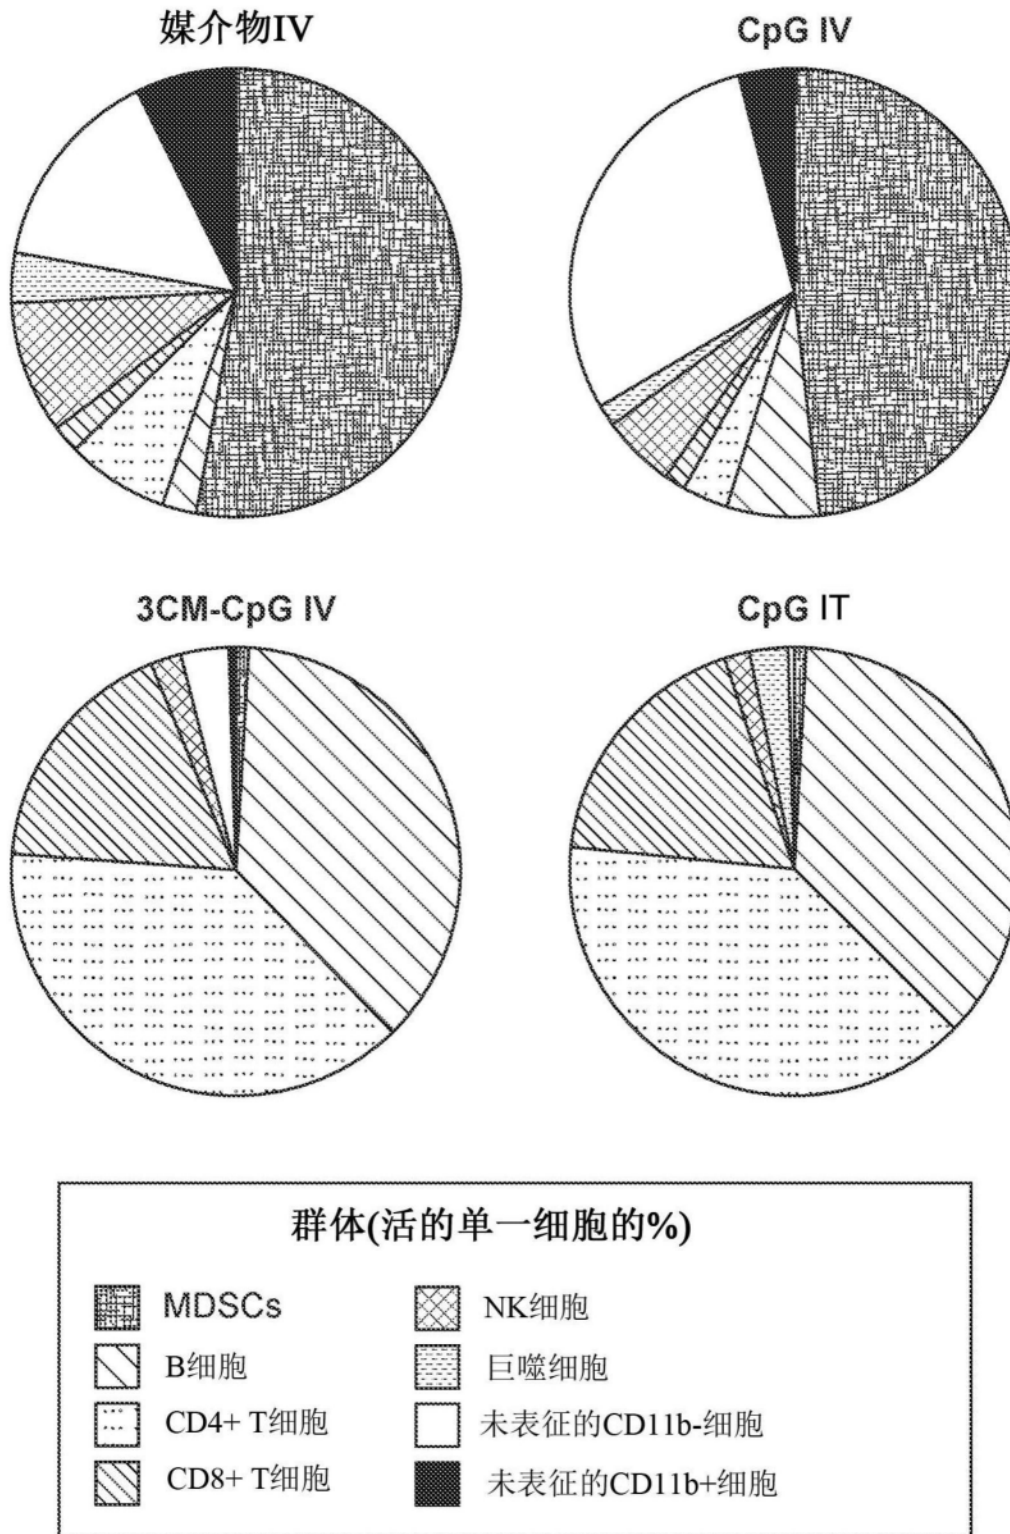 媒介物IV
CpG IV
3CM-CpG IV
CpG IT
群体(活的单一细胞的%)
MDSCs
NK细胞
B细胞
巨噬细胞
CD4+ T细胞
未表征的CD11b-细胞
CD8+ T细胞
未表征的CD11b+细胞